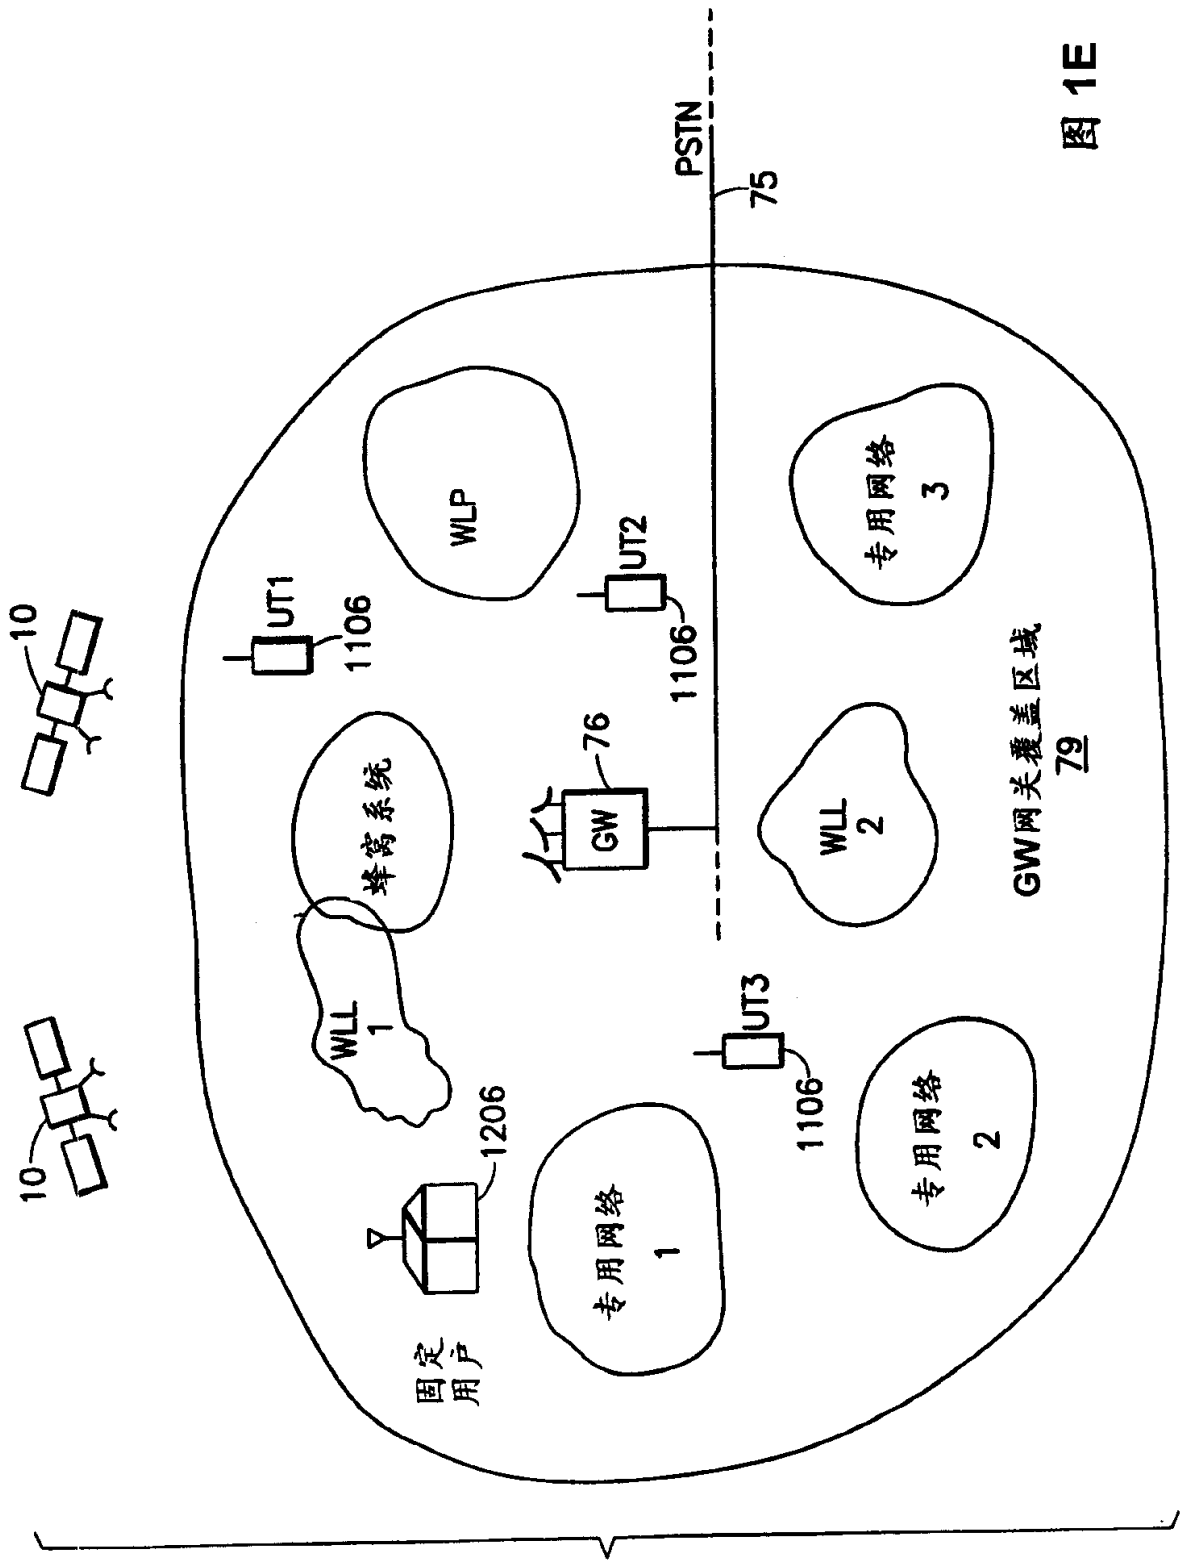 10
10
UT1
1106
蜂窝系统
WLL
1
WLP
固定
用户
1206
GW
76
UT2
1106
PSTN
75
专用网络
1
UT3
1106
WLL
2
专用网络
3
专用网络
2
GW网关覆盖区域
79
图 1E